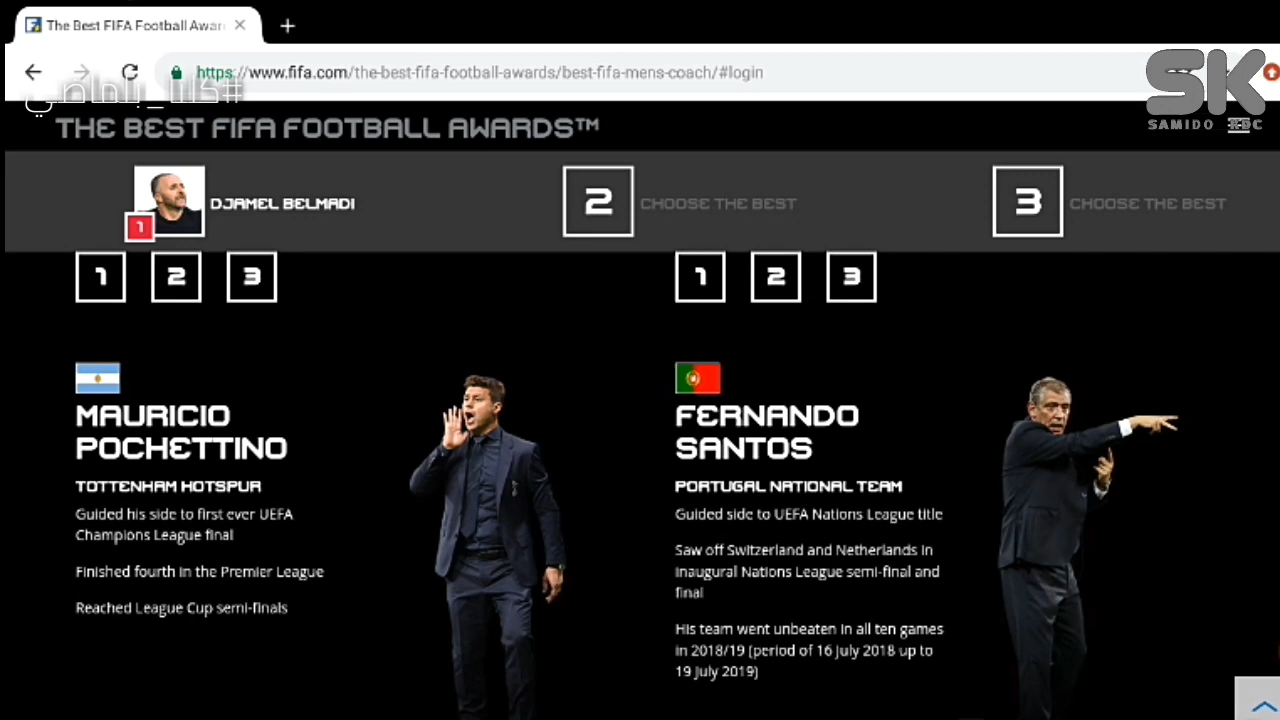 The Best FIFA Football Awar
https://www.fifa.com/the-best-fifa-football-awards/best-fifa-mens-coach/#login
#كلنا_بلماضي
SK
SAMIDO
THE BEST FIFA FOOTBALL AWARDS™
1
DJAMEL BELMADI
2
CHOOSE THE BEST
3
CHOOSE THE BEST
1 2 3
1 2 3
MAURICIO
POCHETTINO
TOTTENHAM HOTSPUR
Guided his side to first ever UEFA
Champions League final
Finished fourth in the Premier League
Reached League Cup semi-finals
FERNANDO
SANTOS
PORTUGAL NATIONAL TEAM
Guided side to UEFA Nations League title
Saw off Switzerland and Netherlands in
inaugural Nations League semi-final and
final
His team went unbeaten in all ten games
in 2018/19 (period of 16 July 2018 up to
19 July 2019)